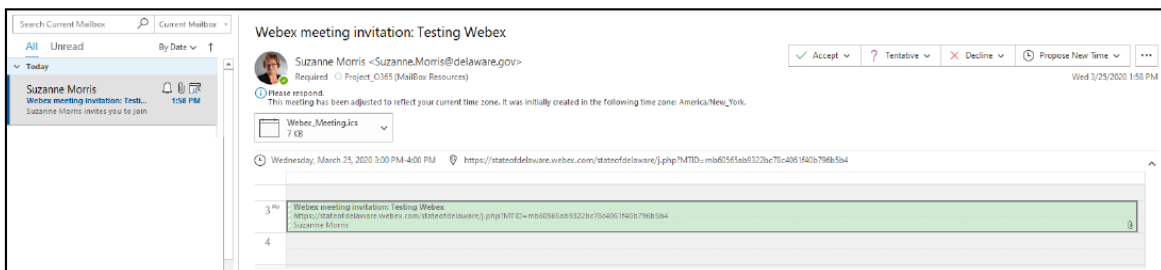 Search Current Mailbox
Current Mailbox
All Unread By Date ↑
Today
Suzanne Morris
Webex meeting invitation: Testi... 1:58 PM
Suzanne Morris invites you to join
Webex meeting invitation: Testing Webex
Suzanne Morris <Suzanne.Morris@delaware.gov>
Required Project_O365 (MailBox Resources)
Accept Tentative Decline Propose New Time ...
Wed 3/25/2020 1:58 PM
Please respond.
This meeting has been adjusted to reflect your current time zone. It was initially created in the following time zone: America/New_York.
Webex_Meeting.ics
7 KB
Wednesday, March 25, 2020 3:00 PM-4:00 PM https://stateofdelaware.webex.com/stateofdelaware/j.php?MTID=mb60565ab9322bc78c4061f40b796b5b4
3 PM
Webex meeting invitation: Testing Webex
https://stateofdelaware.webex.com/stateofdelaware/j.php?MTID=mb60565ab9322bc78c4061f40b796b5b4
Suzanne Morris
4